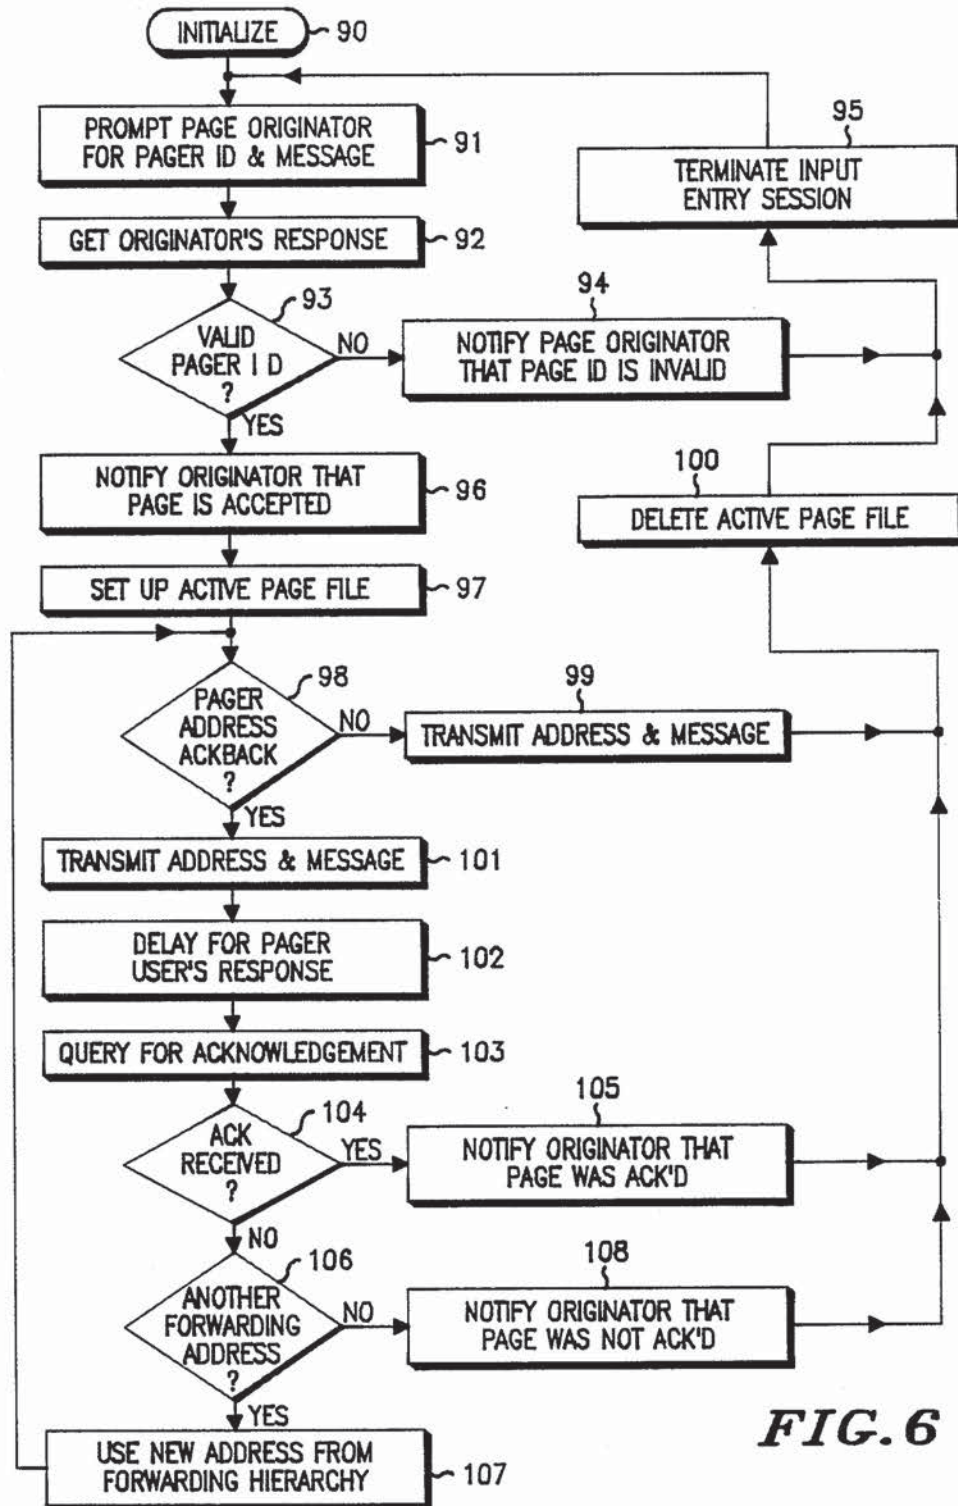 INITIALIZE
90
PROMPT PAGE ORIGINATOR
FOR PAGER ID & MESSAGE
91
95
TERMINATE INPUT
ENTRY SESSION
GET ORIGINATOR'S RESPONSE
92
93
VALID
PAGER I D
?
NO
YES
94
NOTIFY PAGE ORIGINATOR
THAT PAGE ID IS INVALID
NOTIFY ORIGINATOR THAT
PAGE IS ACCEPTED
96
100
DELETE ACTIVE PAGE FILE
SET UP ACTIVE PAGE FILE
97
98
PAGER
ADDRESS
ACKBACK
?
NO
YES
99
TRANSMIT ADDRESS & MESSAGE
TRANSMIT ADDRESS & MESSAGE
101
DELAY FOR PAGER
USER'S RESPONSE
102
QUERY FOR ACKNOWLEDGEMENT
103
104
ACK
RECEIVED
?
YES
NO
105
NOTIFY ORIGINATOR THAT
PAGE WAS ACK'D
106
ANOTHER
FORWARDING
ADDRESS
?
NO
YES
108
NOTIFY ORIGINATOR THAT
PAGE WAS NOT ACK'D
USE NEW ADDRESS FROM
FORWARDING HIERARCHY
107
FIG. 6